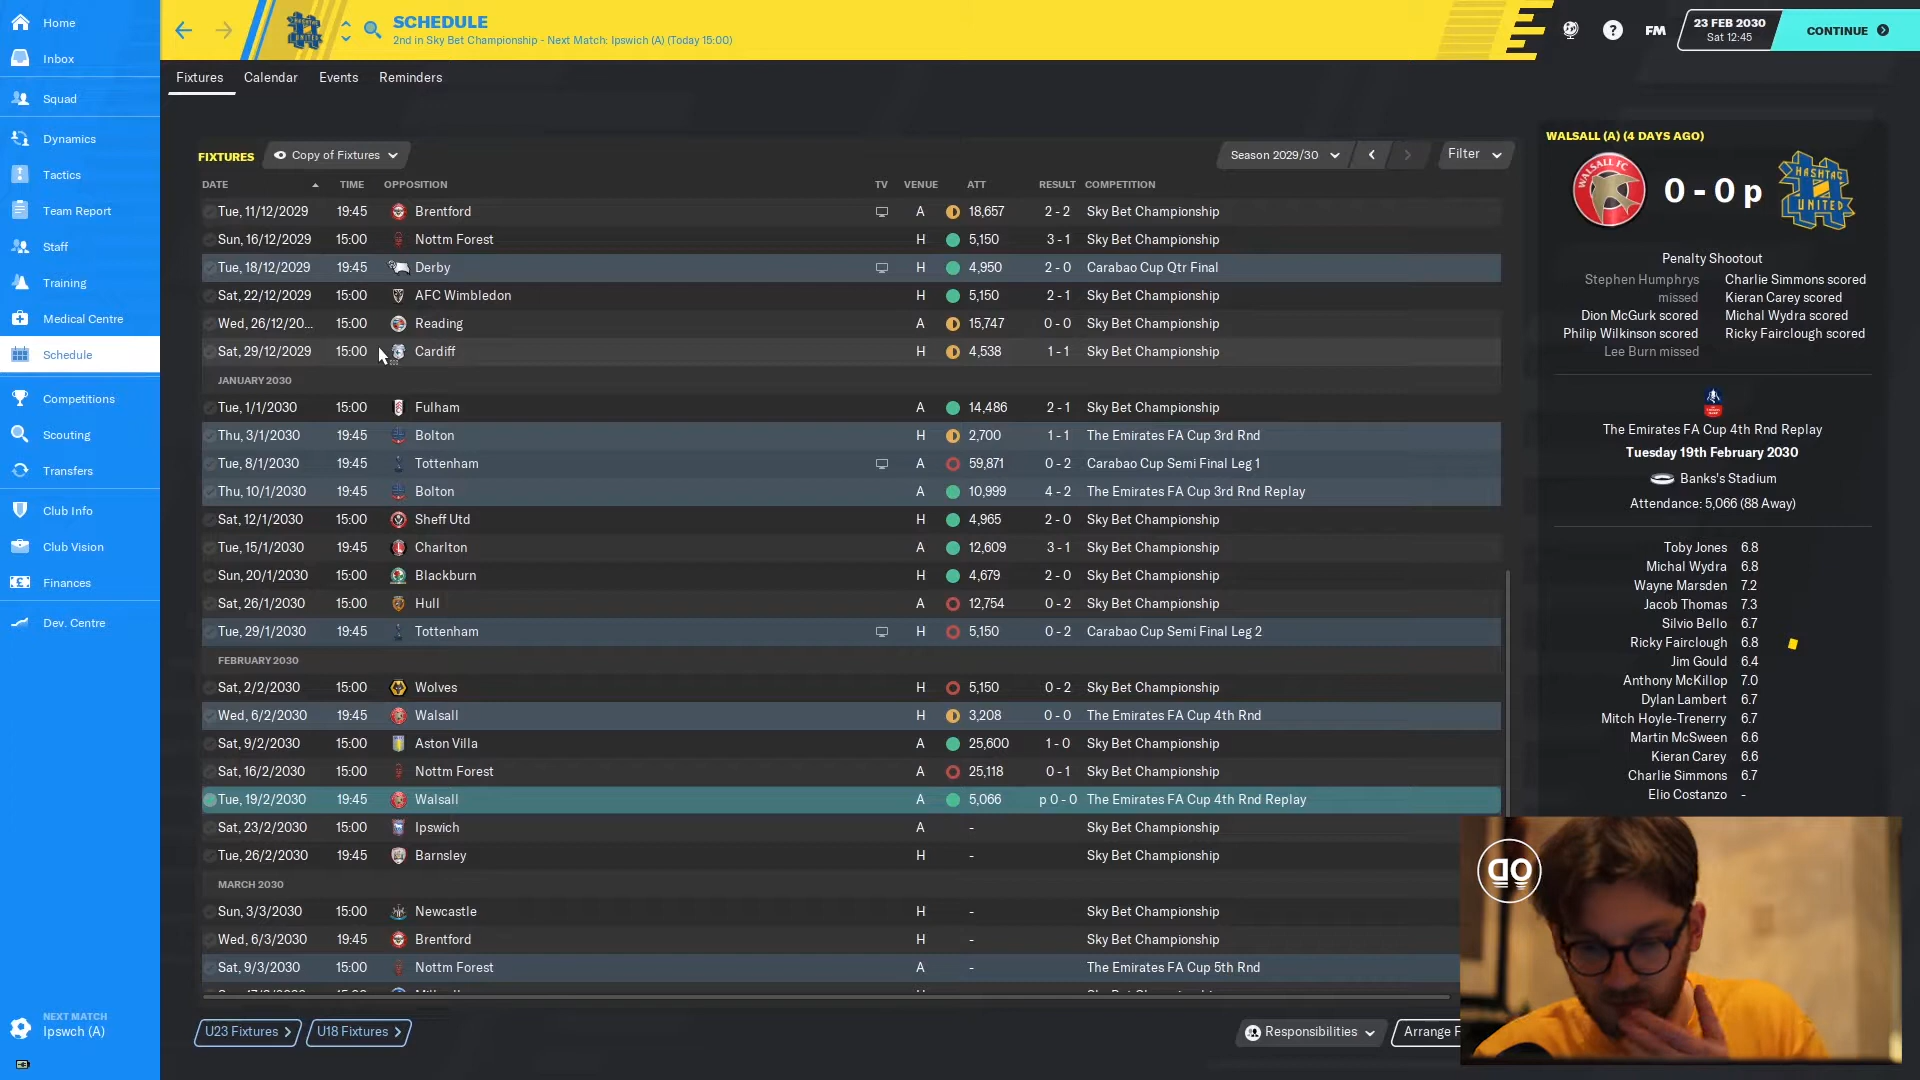 Home
Inbox
Squad
Dynamics
Tactics
Team Report
Staff
Training
Medical Centre
Schedule
Competitions
Scouting
Transfers
Club Info
Club Vision
Finances
Dev. Centre
NEXT MATCH
Ipswch (A)
SCHEDULE
2nd in Sky Bet Championship - Next Match: Ipswich (A) (Today 15:00)
FM
23 FEB 2030
Sat 12:45
CONTINUE
Fixtures Calendar Events Reminders
FIXTURES Copy of Fixtures Season 2029/30 Filter
DATE TIME OPPOSITION TV VENUE ATT RESULT COMPETITION
Tue, 11/12/2029 19:45 Brentford A 18,657 2 - 2 Sky Bet Championship
Sun, 16/12/2029 15:00 Nottm Forest H 5,150 3 - 1 Sky Bet Championship
Tue, 18/12/2029 19:45 Derby H 4,950 2 - 0 Carabao Cup Qtr Final
Sat, 22/12/2029 15:00 AFC Wimbledon H 5,150 2 - 1 Sky Bet Championship
Wed, 26/12/20... 15:00 Reading A 15,747 0 - 0 Sky Bet Championship
Sat, 29/12/2029 15:00 Cardiff H 4,538 1 - 1 Sky Bet Championship
JANUARY 2030
Tue, 1/1/2030 15:00 Fulham A 14,486 2 - 1 Sky Bet Championship
Thu, 3/1/2030 19:45 Bolton H 2,700 1 - 1 The Emirates FA Cup 3rd Rnd
Tue, 8/1/2030 19:45 Tottenham A 59,871 0 - 2 Carabao Cup Semi Final Leg 1
Thu, 10/1/2030 19:45 Bolton A 10,999 4 - 2 The Emirates FA Cup 3rd Rnd Replay
Sat, 12/1/2030 15:00 Sheff Utd H 4,965 2 - 0 Sky Bet Championship
Tue, 15/1/2030 19:45 Charlton A 12,609 3 - 1 Sky Bet Championship
Sun, 20/1/2030 15:00 Blackburn H 4,679 2 - 0 Sky Bet Championship
Sat, 26/1/2030 15:00 Hull A 12,754 0 - 2 Sky Bet Championship
Tue, 29/1/2030 19:45 Tottenham H 5,150 0 - 2 Carabao Cup Semi Final Leg 2
FEBRUARY 2030
Sat, 2/2/2030 15:00 Wolves H 5,150 0 - 2 Sky Bet Championship
Wed, 6/2/2030 19:45 Walsall H 3,208 0 - 0 The Emirates FA Cup 4th Rnd
Sat, 9/2/2030 15:00 Aston Villa A 25,600 1 - 0 Sky Bet Championship
Sat, 16/2/2030 15:00 Nottm Forest A 25,118 0 - 1 Sky Bet Championship
Tue, 19/2/2030 19:45 Walsall A 5,066 p 0 - 0 The Emirates FA Cup 4th Rnd Replay
Sat, 23/2/2030 15:00 Ipswich A - Sky Bet Championship
Tue, 26/2/2030 19:45 Barnsley H - Sky Bet Championship
MARCH 2030
Sun, 3/3/2030 15:00 Newcastle H - Sky Bet Championship
Wed, 6/3/2030 19:45 Brentford H - Sky Bet Championship
Sat, 9/3/2030 15:00 Nottm Forest A - The Emirates FA Cup 5th Rnd
U23 Fixtures U18 Fixtures Responsibilities Arrange F
WALSALL (A) (4 DAYS AGO)
WALSALL FC
0 - 0 p
HASHTAG UNITED
Penalty Shootout
Stephen Humphrys missed Charlie Simmons scored
Kieran Carey scored
Dion McGurk scored Michal Wydra scored
Philip Wilkinson scored Ricky Fairclough scored
Lee Burn missed
The Emirates FA Cup 4th Rnd Replay
Tuesday 19th February 2030
Banks's Stadium
Attendance: 5,066 (88 Away)
Toby Jones 6.8
Michal Wydra 6.8
Wayne Marsden 7.2
Jacob Thomas 7.3
Silvio Bello 6.7
Ricky Fairclough 6.8
Jim Gould 6.4
Anthony McKillop 7.0
Dylan Lambert 6.7
Mitch Hoyle-Trenerry 6.7
Martin McSween 6.6
Kieran Carey 6.6
Charlie Simmons 6.7
Elio Costanzo -